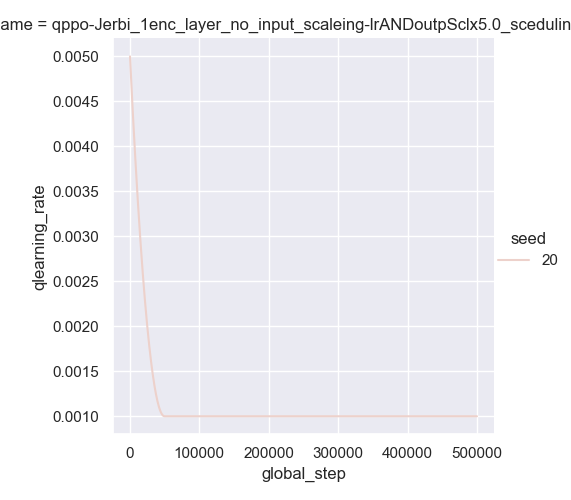 ame = qppo-Jerbi_1enc_layer_no_input_scaleing-lrANDoutpSclx5.0_scedulin
0.0050
0.0045
0.0040
0.0035
0.0030
0.0025
0.0020
0.0015
0.0010
qlearning_rate
0 100000 200000 300000 400000 500000
global_step
seed
20